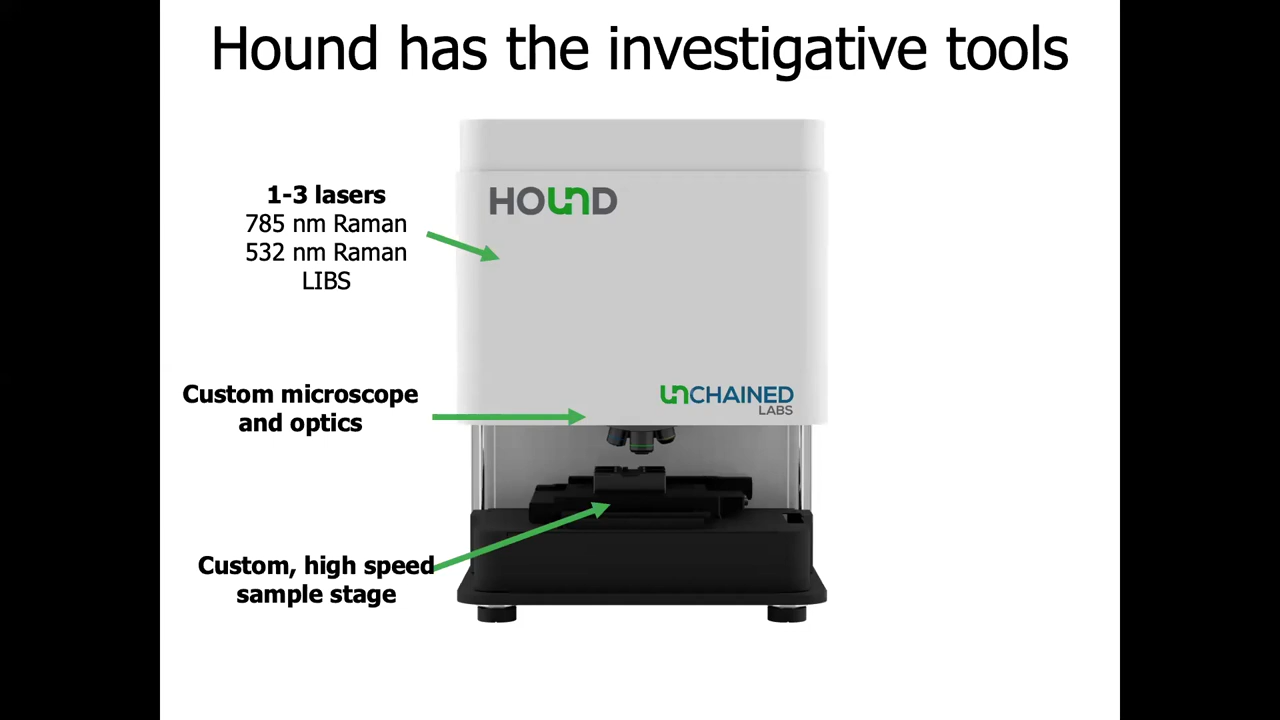 Hound has the investigative tools
HOUND
1-3 lasers
785 nm Raman
532 nm Raman
LIBS
Custom microscope
and optics
UNCHAINED
LABS
Custom, high speed
sample stage